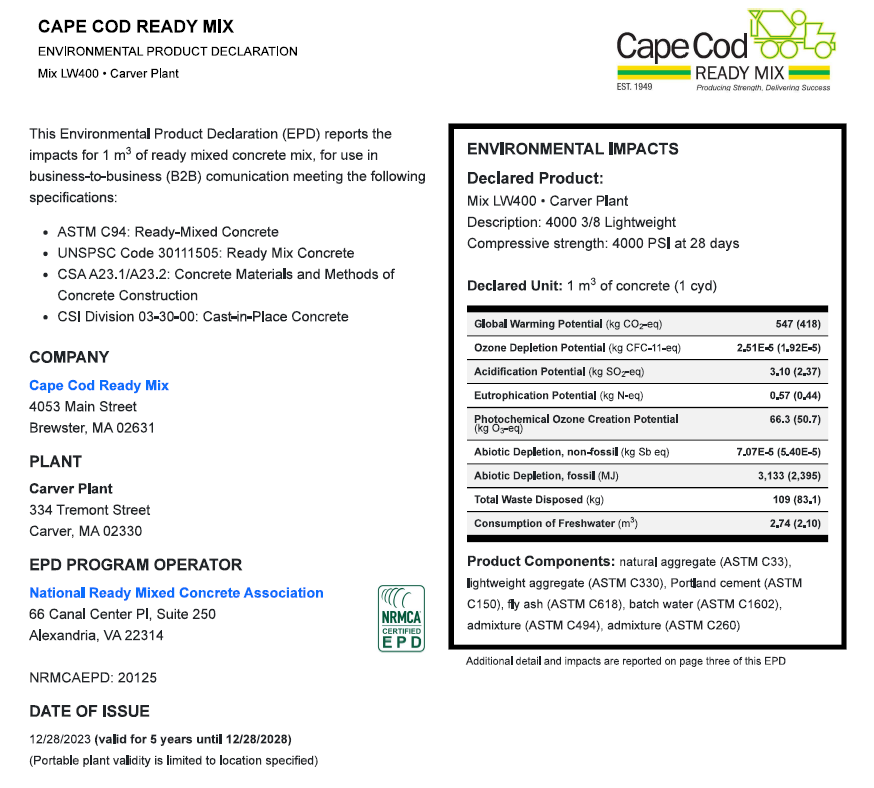 CAPE COD READY MIX
ENVIRONMENTAL PRODUCT DECLARATION
Mix LW400 • Carver Plant
Cape Cod
READY MIX
EST. 1949
Producing Strength, Delivering Success
This Environmental Product Declaration (EPD) reports the
impacts for 1 m³ of ready mixed concrete mix, for use in
business-to-business (B2B) comunication meeting the following
specifications:
• ASTM C94: Ready-Mixed Concrete
• UNSPSC Code 30111505: Ready Mix Concrete
• CSA A23.1/A23.2: Concrete Materials and Methods of
Concrete Construction
• CSI Division 03-30-00: Cast-in-Place Concrete
COMPANY
Cape Cod Ready Mix
4053 Main Street
Brewster, MA 02631
PLANT
Carver Plant
334 Tremont Street
Carver, MA 02330
EPD PROGRAM OPERATOR
National Ready Mixed Concrete Association
66 Canal Center Pl, Suite 250
Alexandria, VA 22314
NRMCA
CERTIFIED
EPD
NRMCAEPD: 20125
DATE OF ISSUE
12/28/2023 (valid for 5 years until 12/28/2028)
(Portable plant validity is limited to location specified)
ENVIRONMENTAL IMPACTS
Declared Product:
Mix LW400 • Carver Plant
Description: 4000 3/8 Lightweight
Compressive strength: 4000 PSI at 28 days
Declared Unit: 1 m³ of concrete (1 cyd)
Global Warming Potential (kg CO₂-eq) 547 (418)
Ozone Depletion Potential (kg CFC-11-eq) 2.51E-5 (1.92E-5)
Acidification Potential (kg SO₂-eq) 3.10 (2.37)
Eutrophication Potential (kg N-eq) 0.57 (0.44)
Photochemical Ozone Creation Potential 66.3 (50.7)
(kg O₃-eq)
Abiotic Depletion, non-fossil (kg Sb eq) 7.07E-5 (5.40E-5)
Abiotic Depletion, fossil (MJ) 3,133 (2,395)
Total Waste Disposed (kg) 109 (83.1)
Consumption of Freshwater (m³) 2.74 (2.10)
Product Components: natural aggregate (ASTM C33),
lightweight aggregate (ASTM C330), Portland cement (ASTM
C150), fly ash (ASTM C618), batch water (ASTM C1602),
admixture (ASTM C494), admixture (ASTM C260)
Additional detail and impacts are reported on page three of this EPD